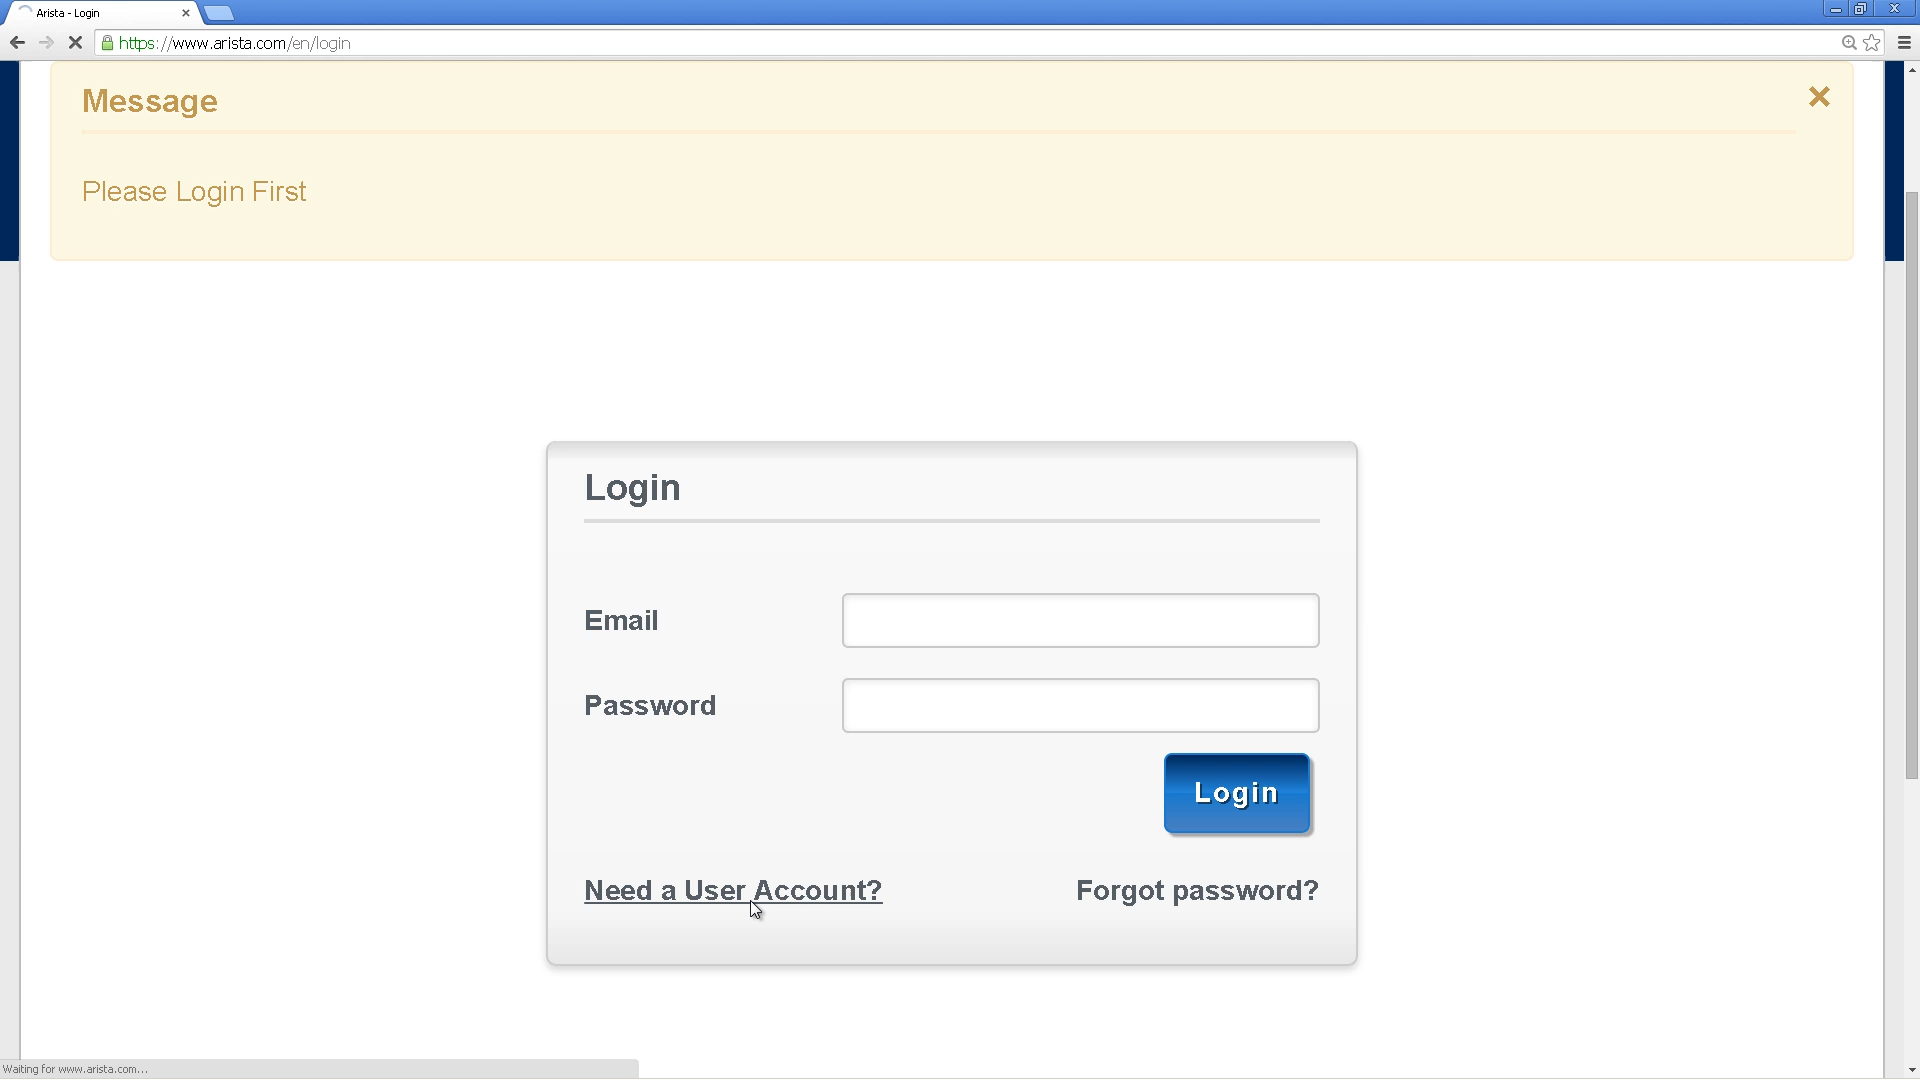 Arista - Login
https://www.arista.com/en/login
Message
Please Login First
Login
Email
Password
Login
Need a User Account?
Forgot password?
Waiting for www.arista.com...